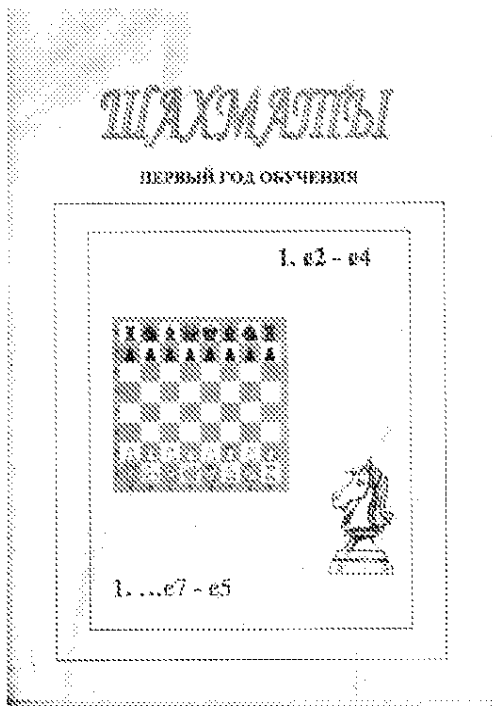 ШАХМАТЫ
ПЕРВЫЙ ГОД ОБУЧЕНИЯ
1. e2 - e4
1. ...e7 - e5